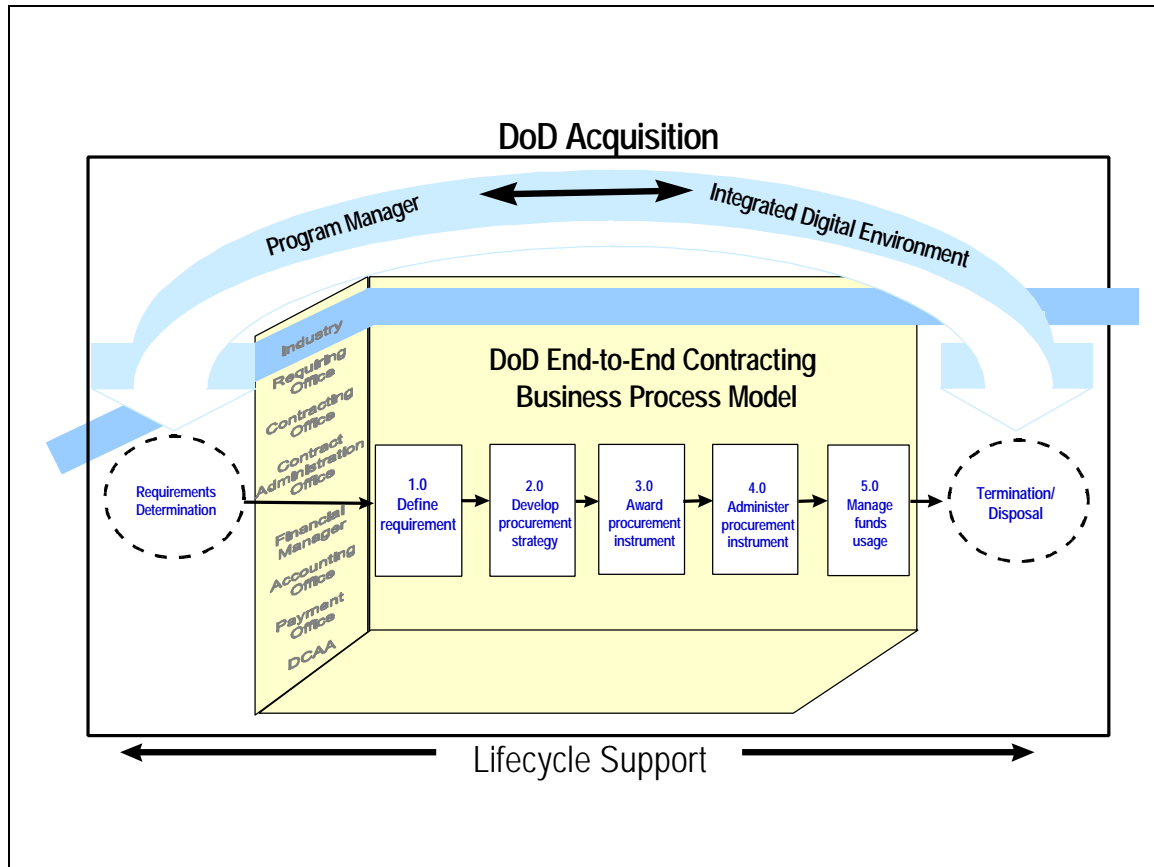 DoD Acquisition
Program Manager
Integrated Digital Environment
Industry
Requiring
Office
Contracting
Office
Contract
Administration
Office
Financial
Manager
Accounting
Office
Payment
Office
DCAA
DoD End-to-End Contracting
Business Process Model
Requirements
Determination
1.0
Define
requirement
2.0
Develop
procurement
strategy
3.0
Award
procurement
instrument
4.0
Administer
procurement
instrument
5.0
Manage
funds
usage
Termination/
Disposal
Lifecycle Support